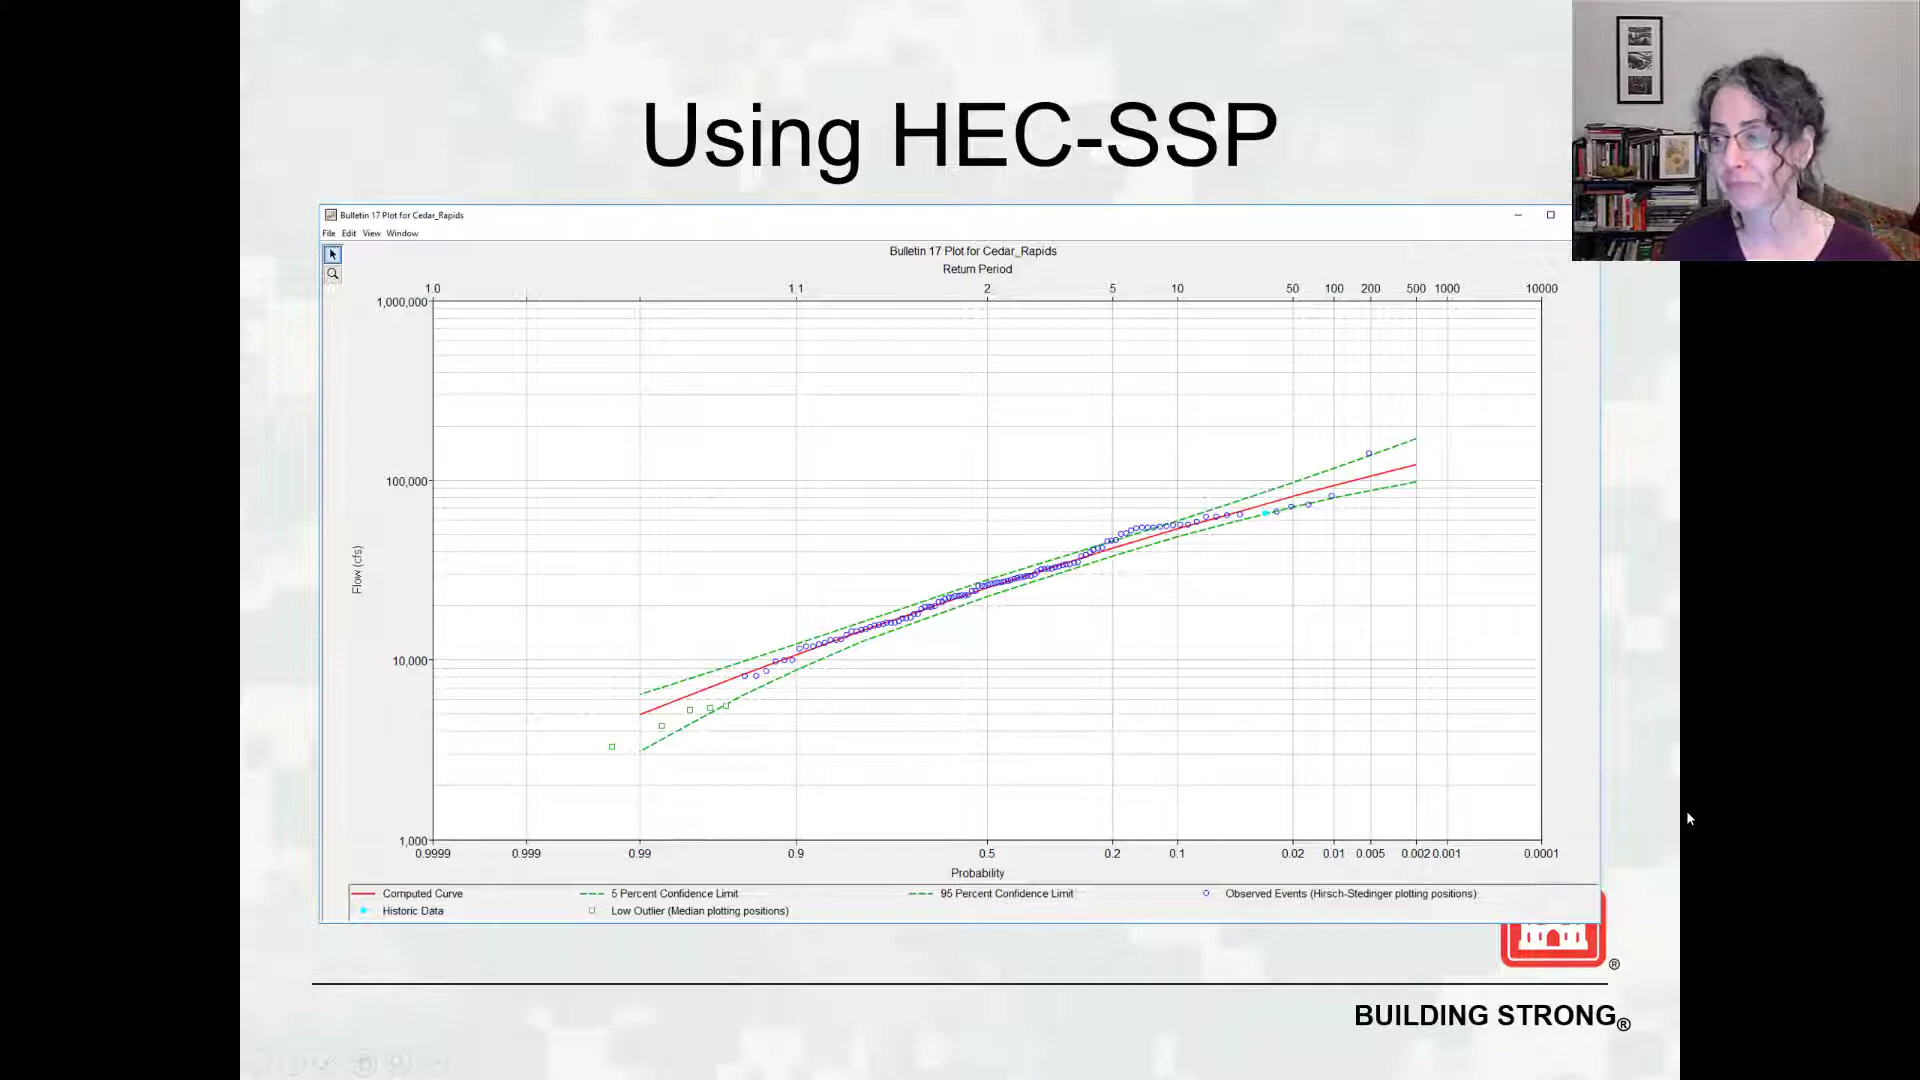 Using HEC-SSP
Bulletin 17 Plot for Cedar_Rapids
File Edit View Window
Bulletin 17 Plot for Cedar_Rapids
Return Period
1.0 1.1 2 5 10 50 100 200 500 1000 10000
1,000,000
100,000
10,000
1,000
Flow (cfs)
0.9999 0.999 0.99 0.9 0.5 0.2 0.1 0.02 0.01 0.005 0.002 0.001 0.0001
Probability
Computed Curve 5 Percent Confidence Limit 95 Percent Confidence Limit Observed Events (Hirsch-Stedinger plotting positions)
Historic Data Low Outlier (Median plotting positions)
®
BUILDING STRONG®